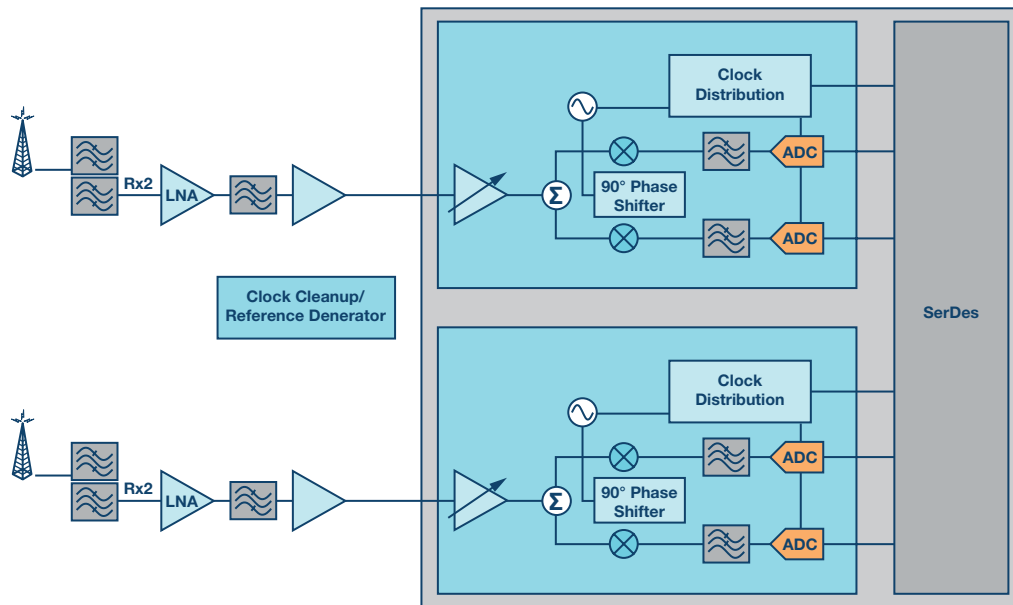 Clock
Distribution
Rx2
LNA
Σ
90° Phase
Shifter
ADC
ADC
Clock Cleanup/
Reference Denerator
SerDes
Clock
Distribution
Rx2
LNA
Σ
90° Phase
Shifter
ADC
ADC